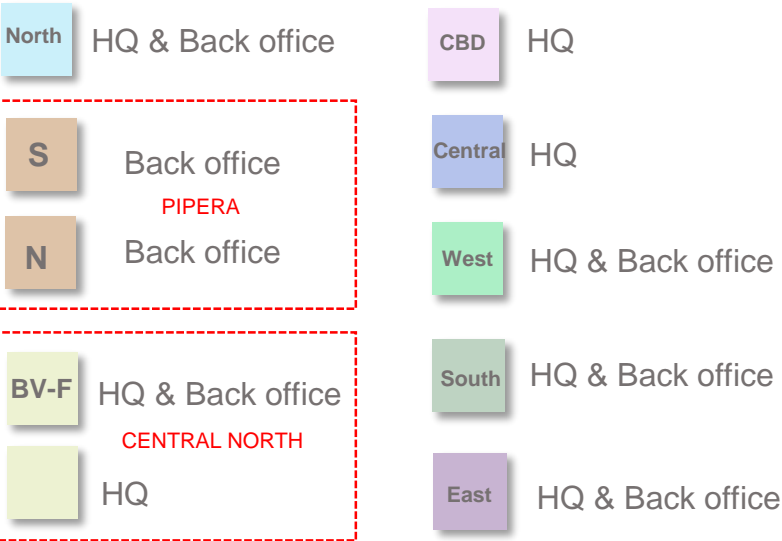 North HQ & Back office
S Back office
PIPERA
N Back office
BV-F HQ & Back office
CENTRAL NORTH
HQ
CBD HQ
Central HQ
West HQ & Back office
South HQ & Back office
East HQ & Back office